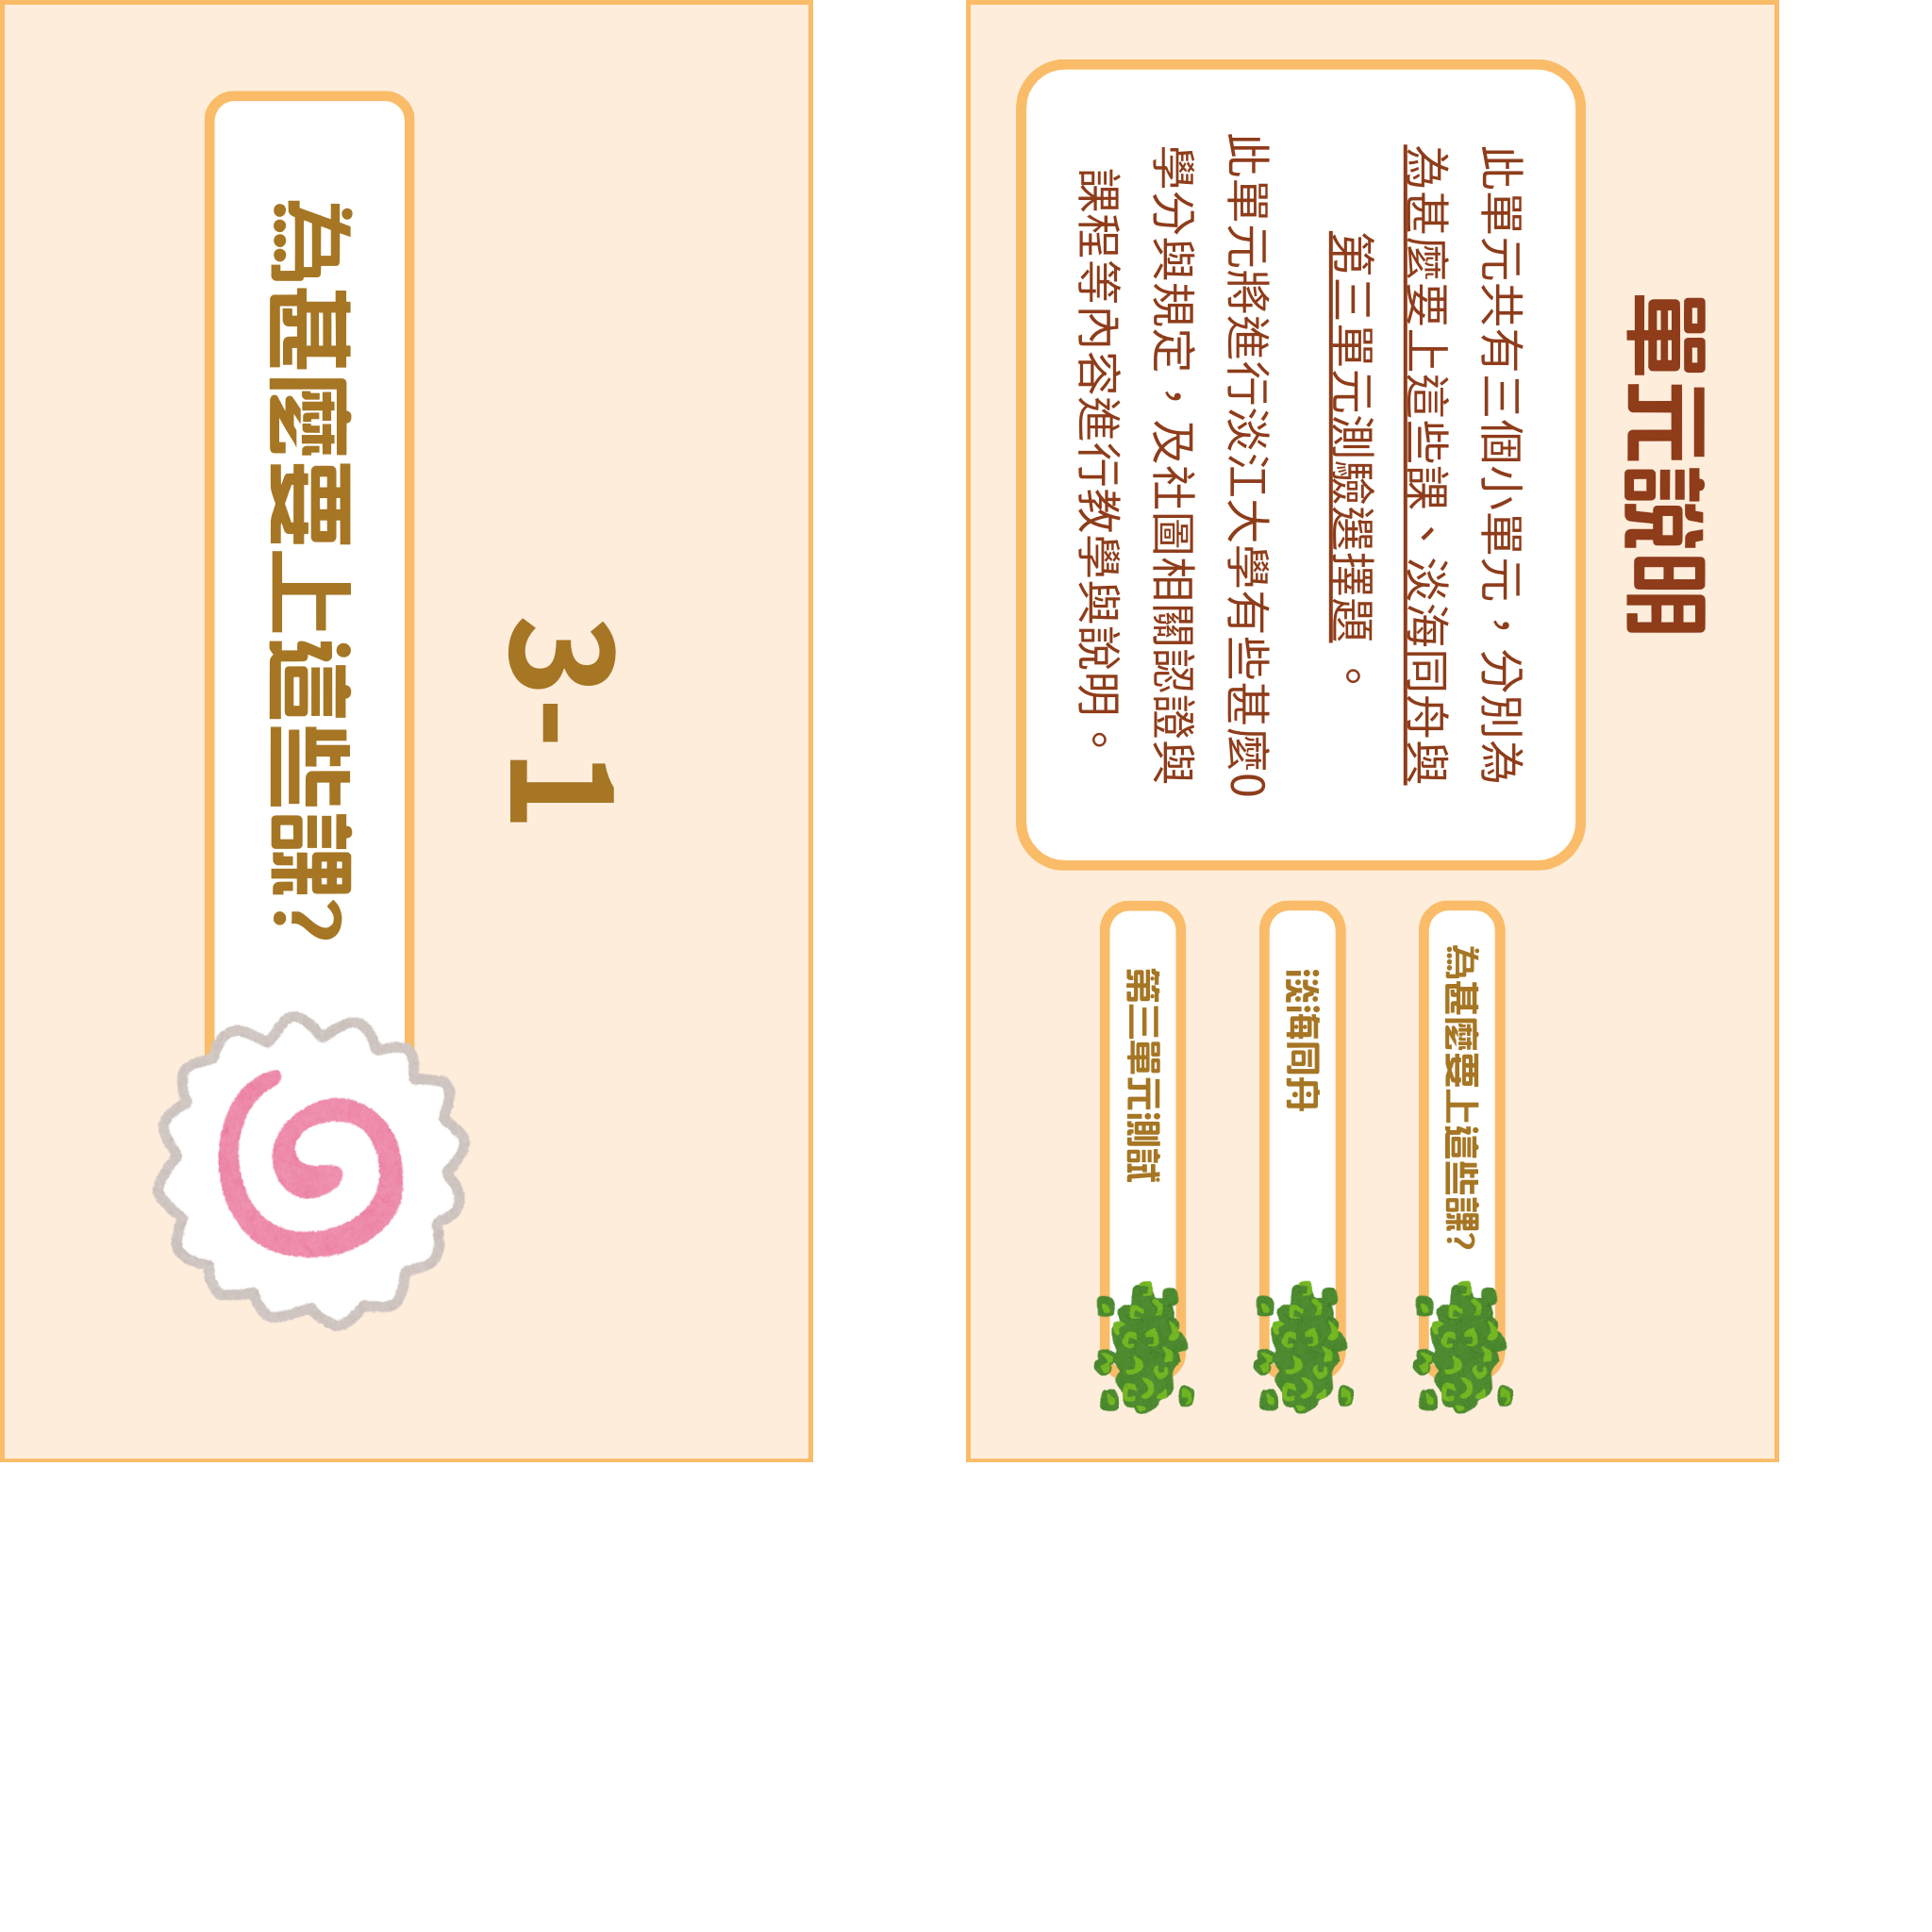 單元說明
此單元共有三個小單元，分別為
為甚麼要上這些課、淡海同舟與
第三單元測驗選擇題。
此單元將進行淡江大學有些甚麼0
學分與規定，及社團相關認證與
課程等內容進行教學與說明。
為甚麼要上這些課?
淡海同舟
第三單元測試
3-1
為甚麼要上這些課?